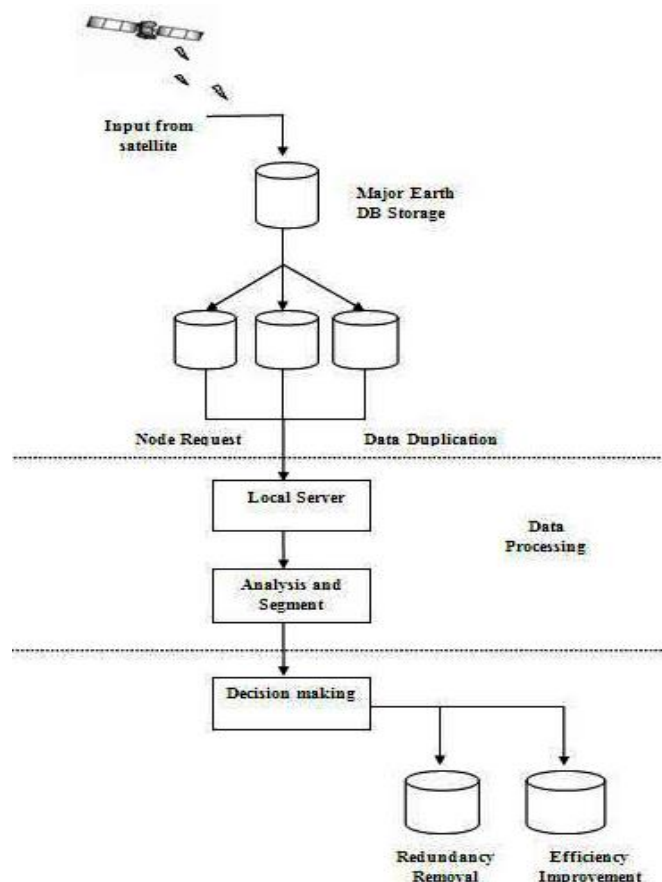 Input from
satellite
Major Earth
DB Storage
Node Request
Data Duplication
Local Server
Data
Processing
Analysis and
Segment
Decision making
Redundancy
Removal
Efficiency
Improvement